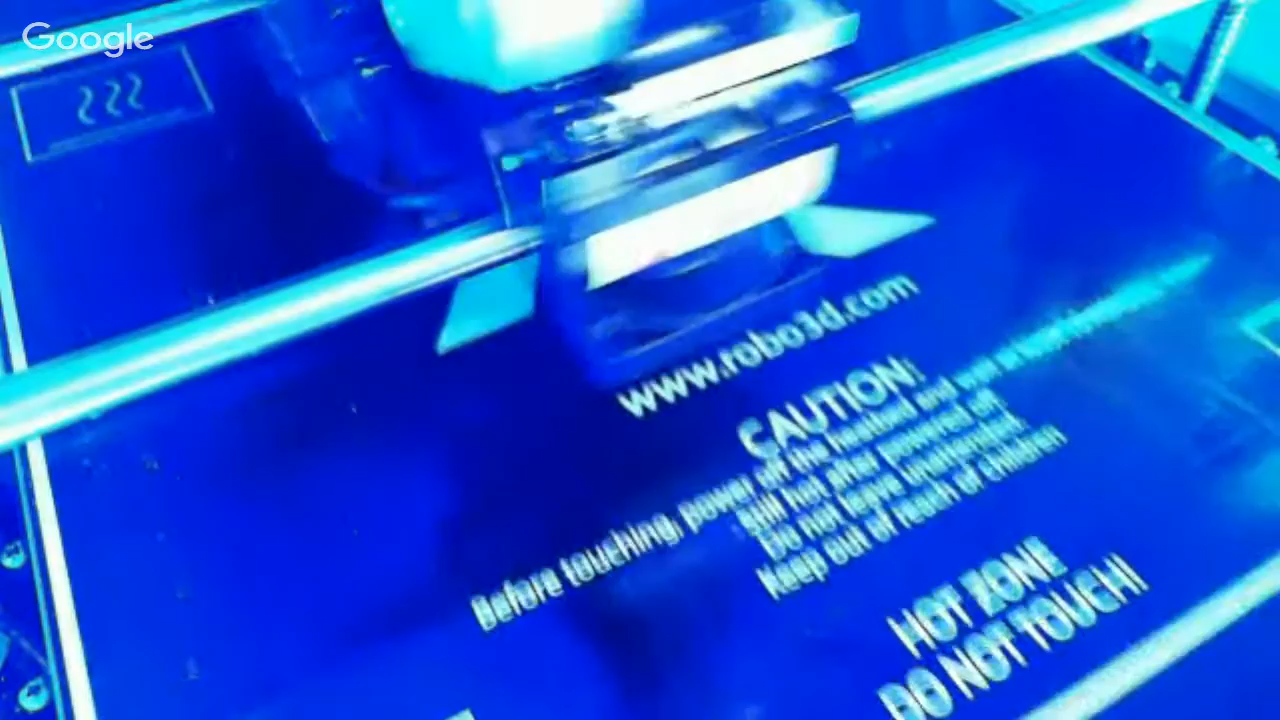 Google
www.robo3d.com
CAUTION:
Before touching, power off the heatbed and
still hot after powered off.
Do not leave unattended.
Keep out of reach of children
HOT ZONE
DO NOT TOUCH!